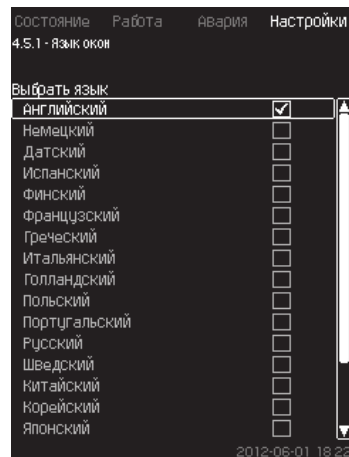 Состояние Работа Авария Настройки
4.5.1 - Язык окон
Выбрать язык
Английский
Немецкий
Датский
Испанский
Финский
Французский
Греческий
Итальянский
Голландский
Польский
Португальский
Русский
Шведский
Китайский
Корейский
Японский
2012-06-01 18:22